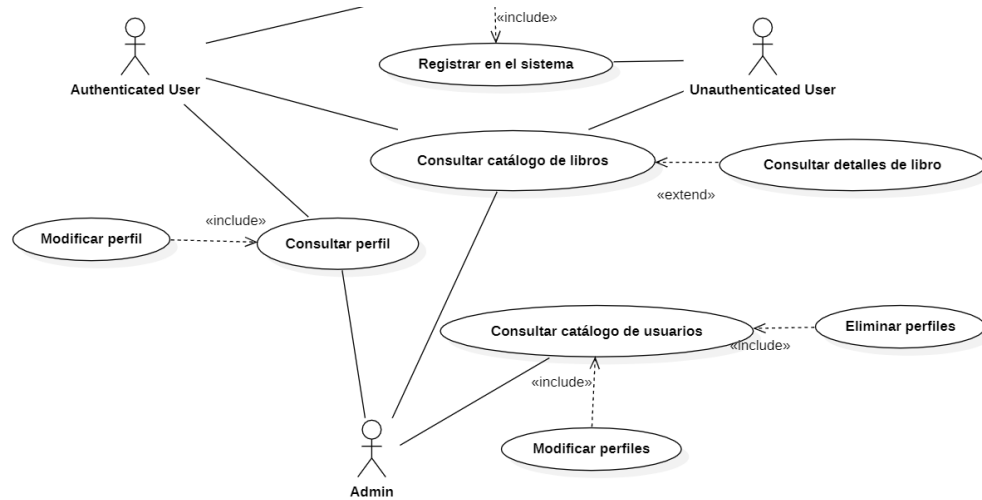 «include»
Registrar en el sistema
Authenticated User
Unauthenticated User
Consultar catálogo de libros
Consultar detalles de libro
«extend»
«include»
Modificar perfil
Consultar perfil
Consultar catálogo de usuarios
Eliminar perfiles
«include»
«include»
Modificar perfiles
Admin